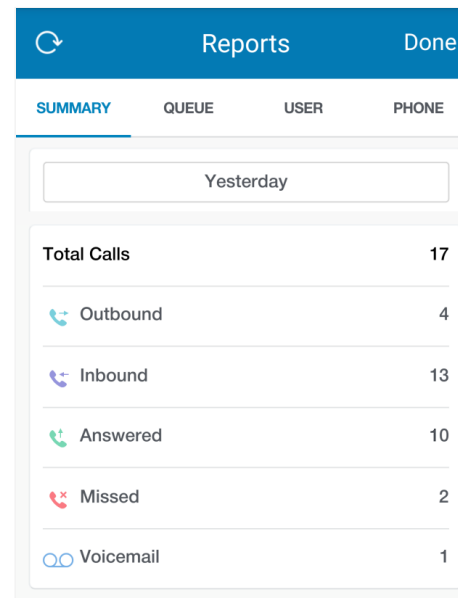 Reports Done
SUMMARY QUEUE USER PHONE
Yesterday
Total Calls 17
Outbound 4
Inbound 13
Answered 10
Missed 2
Voicemail 1